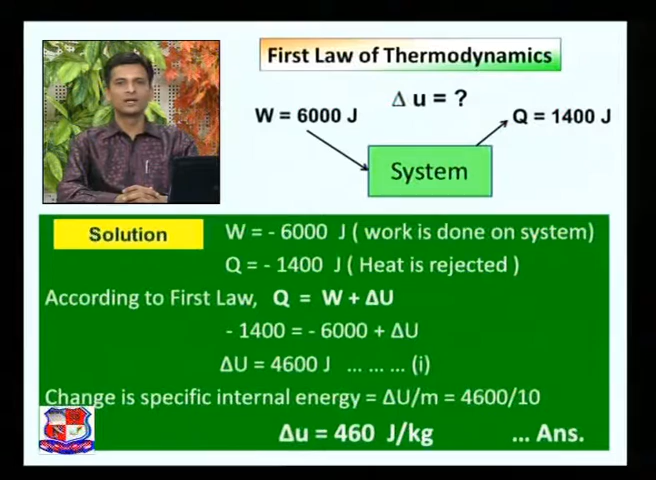 First Law of Thermodynamics
Δ u = ?
W = 6000 J
Q = 1400 J
System
Solution
W = - 6000 J ( work is done on system)
Q = - 1400 J ( Heat is rejected )
According to First Law, Q = W + ΔU
- 1400 = - 6000 + ΔU
ΔU = 4600 J ... ... ... (i)
Change is specific internal energy = ΔU/m = 4600/10
Δu = 460 J/kg ... Ans.